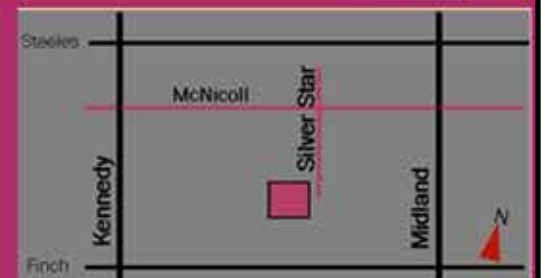 Steeles
McNicoll
Silver Star
Kennedy
Midland
N
Finch